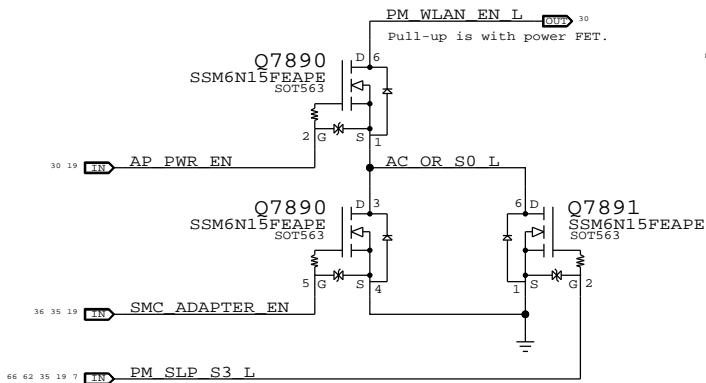 PM_WLAN_EN_L OUT 30
Pull-up is with power FET.
Q7890
SSM6N15FEAPE
SOT563
D 6
2 G S 1
30 19 IN AP_PWR_EN
AC_OR_S0_L
Q7890
SSM6N15FEAPE
SOT563
D 3
5 G S 4
6 D
Q7891
SSM6N15FEAPE
SOT563
1 S G 2
36 35 19 IN SMC_ADAPTER_EN
66 62 35 19 7 IN PM_SLP_S3_L